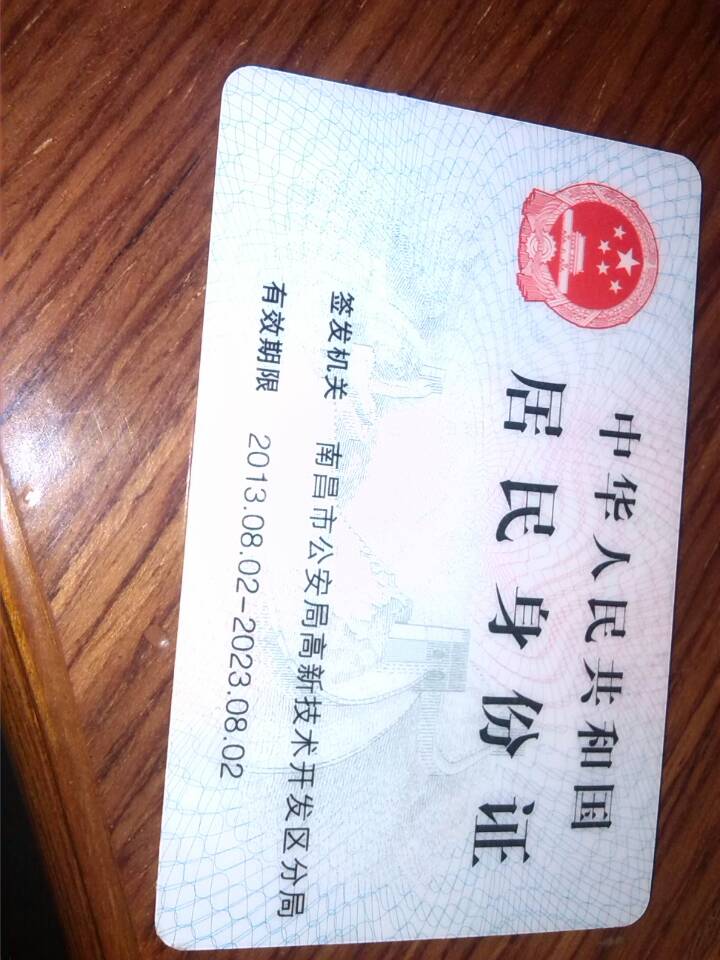 中华人民共和国
居民身份证
签发机关 南昌市公安局高新技术开发区分局
有效期限 2013.08.02-2023.08.02